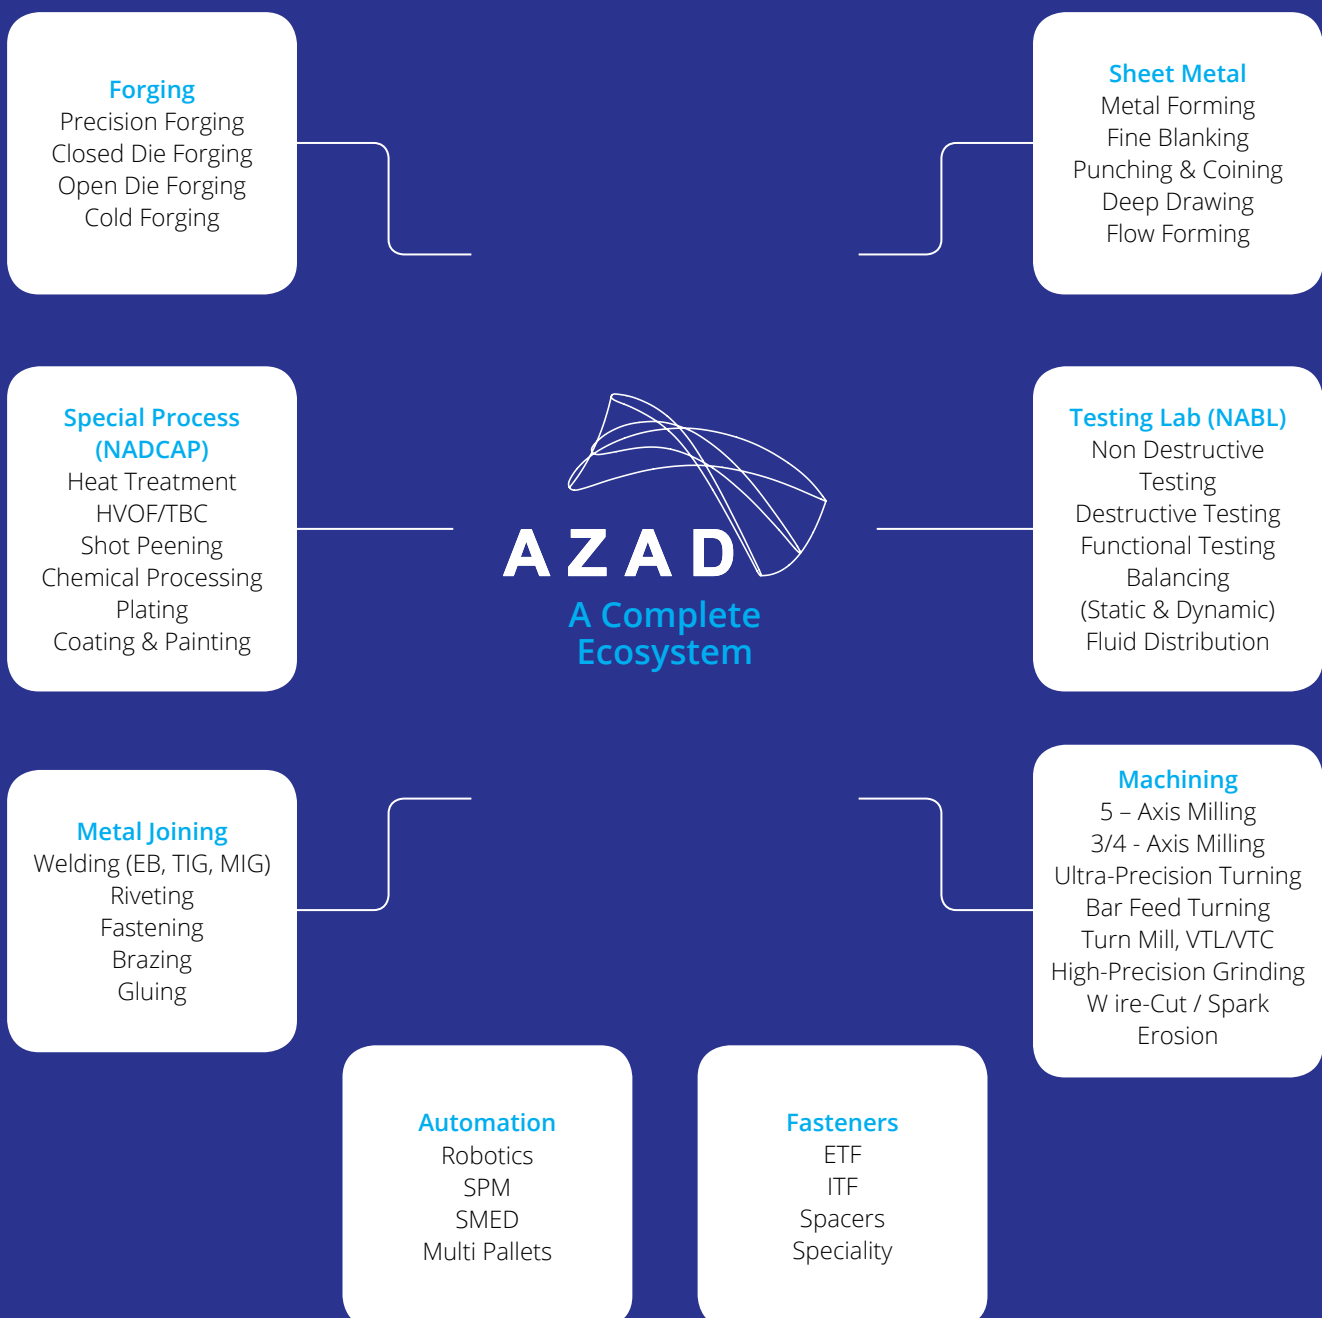 Forging
Precision Forging
Closed Die Forging
Open Die Forging
Cold Forging
Sheet Metal
Metal Forming
Fine Blanking
Punching & Coining
Deep Drawing
Flow Forming
Special Process
(NADCAP)
Heat Treatment
HVOF/TBC
Shot Peening
Chemical Processing
Plating
Coating & Painting
AZAD
A Complete
Ecosystem
Testing Lab (NABL)
Non Destructive
Testing
Destructive Testing
Functional Testing
Balancing
(Static & Dynamic)
Fluid Distribution
Metal Joining
Welding (EB, TIG, MIG)
Riveting
Fastening
Brazing
Gluing
Machining
5 – Axis Milling
3/4 - Axis Milling
Ultra-Precision Turning
Bar Feed Turning
Turn Mill, VTL/VTC
High-Precision Grinding
W ire-Cut / Spark
Erosion
Automation
Robotics
SPM
SMED
Multi Pallets
Fasteners
ETF
ITF
Spacers
Speciality